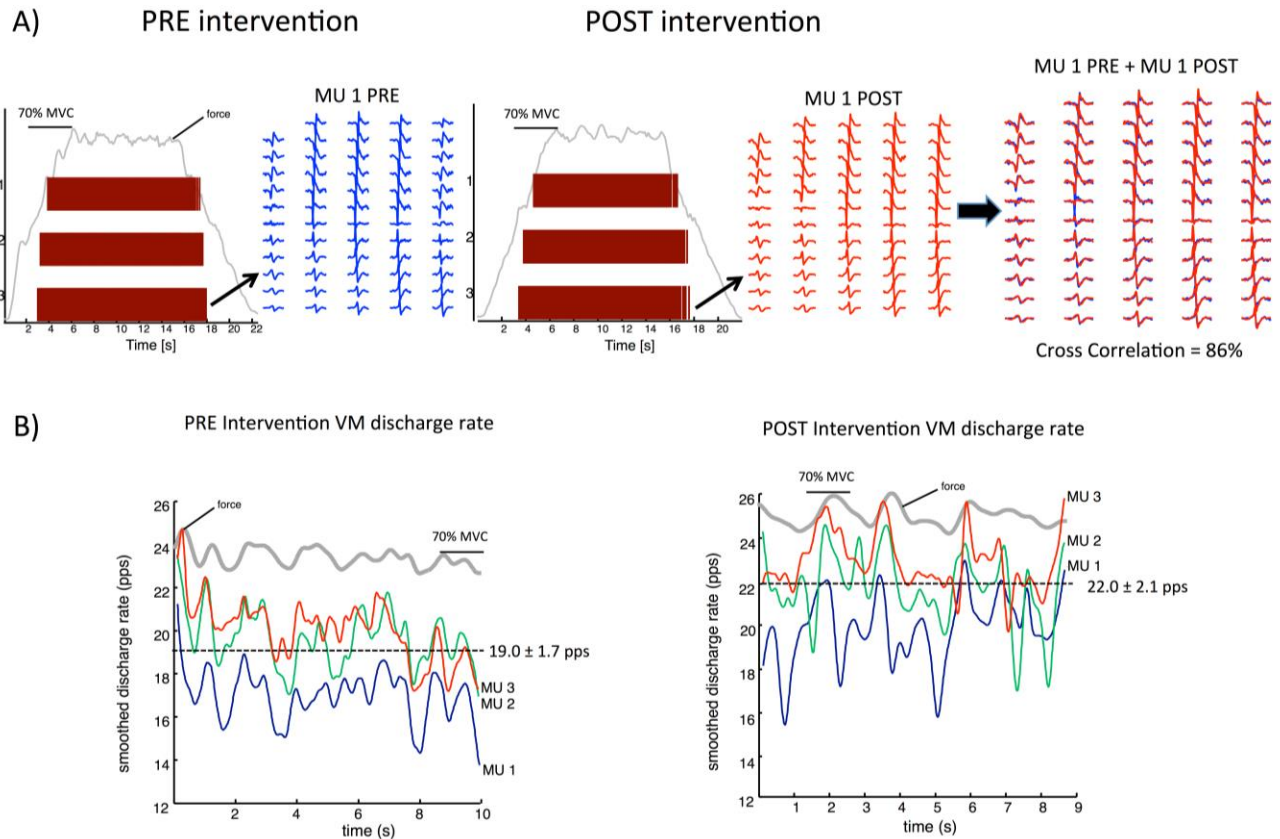 A)
PRE intervention
POST intervention
70% MVC
force
MU 1 PRE
70% MVC
MU 1 POST
MU 1 PRE + MU 1 POST
1
2
3
2 4 6 8 10 12 14 16 18 20 22
Time [s]
1
2
3
2 4 6 8 10 12 14 16 18 20
Time [s]
Cross Correlation = 86%
B)
PRE Intervention VM discharge rate
smoothed discharge rate (pps)
26
24
22
20
18
16
14
12
force
70% MVC
19.0 ± 1.7 pps
MU 3
MU 2
MU 1
2 4 6 8 10
time (s)
POST Intervention VM discharge rate
smoothed discharge rate (pps)
26
24
22
20
18
16
14
12
70% MVC
force
MU 3
MU 2
MU 1
22.0 ± 2.1 pps
1 2 3 4 5 6 7 8 9
time (s)